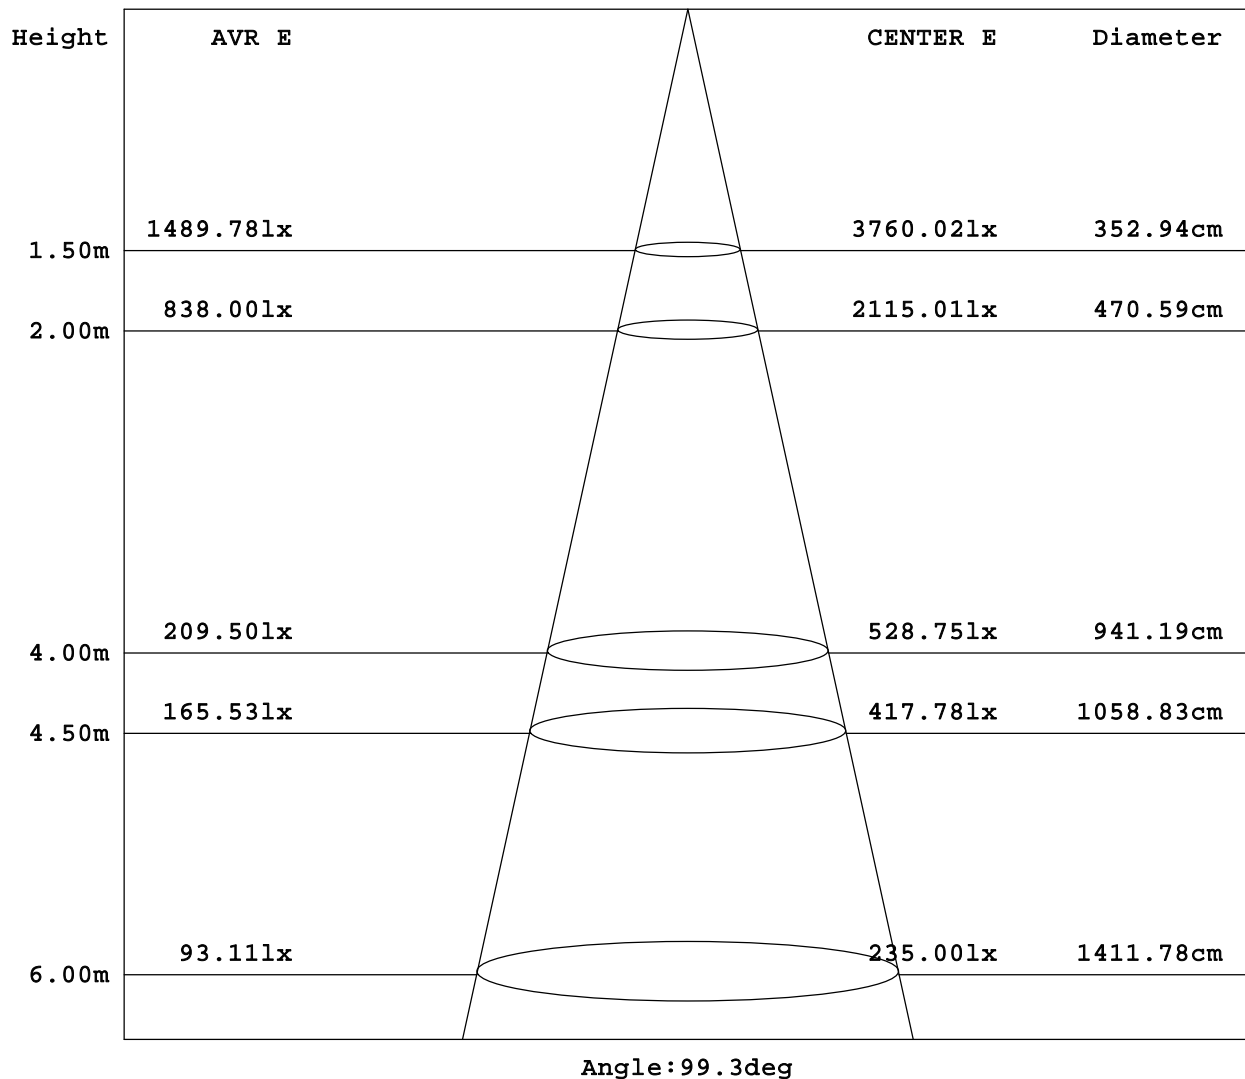 Height AVR E CENTER E Diameter
1489.78lx 3760.02lx 352.94cm
1.50m
838.00lx 2115.01lx 470.59cm
2.00m
209.50lx 528.75lx 941.19cm
4.00m
165.53lx 417.78lx 1058.83cm
4.50m
93.11lx 235.00lx 1411.78cm
6.00m
Angle:99.3deg